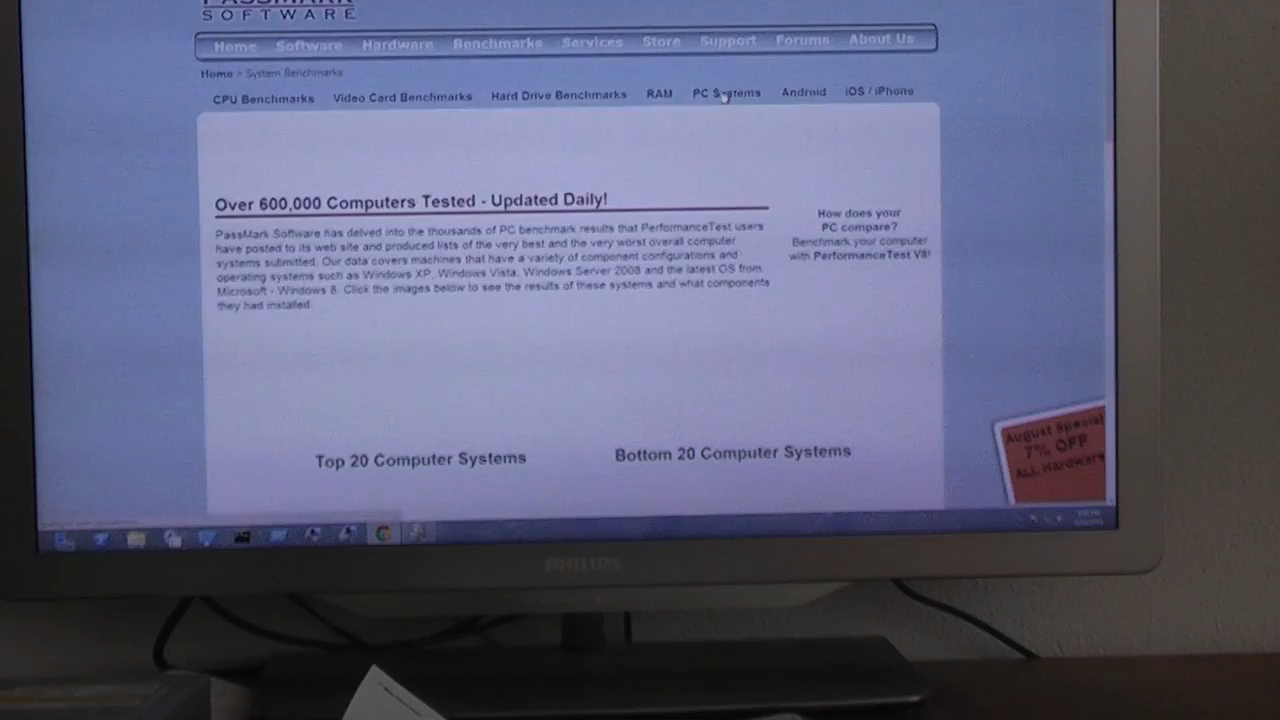 PASSMARK
SOFTWARE
Home Software Hardware Benchmarks Services Store Support Forums About Us
Home » System Benchmarks
CPU Benchmarks Video Card Benchmarks Hard Drive Benchmarks RAM PC Systems Android iOS / iPhone
Over 600,000 Computers Tested - Updated Daily!
PassMark Software has delved into the thousands of PC benchmark results that PerformanceTest users
have posted to its web site and produced lists of the very best and the very worst overall computer
systems submitted. Our data covers machines that have a variety of component configurations and
operating systems such as Windows XP, Windows Vista, Windows Server 2008 and the latest OS from
Microsoft - Windows 8. Click the images below to see the results of these systems and what components
they had installed.
How does your
PC compare?
Benchmark your computer
with PerformanceTest V8!
Top 20 Computer Systems
Bottom 20 Computer Systems
August Special
7% OFF
ALL Hardware
PHILIPS